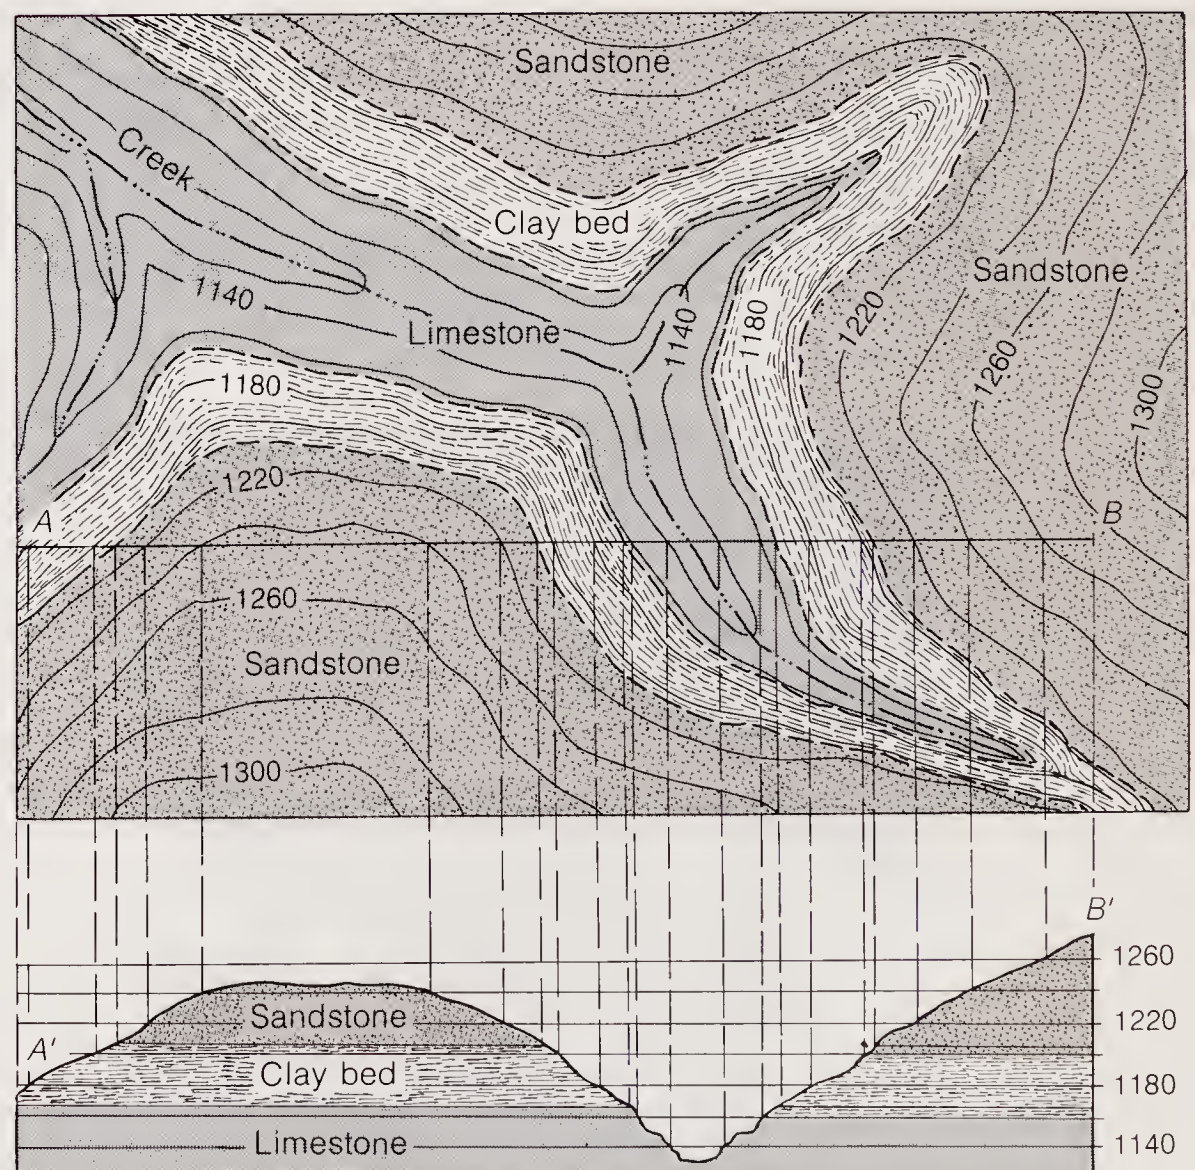 Sandstone
Creek
Clay bed
Sandstone
1140
Limestone
1140
1180
1220
1260
1300
1180
1220
A
B
1260
Sandstone
1300
B'
1260
Sandstone
1220
A'
Clay bed
1180
Limestone
1140